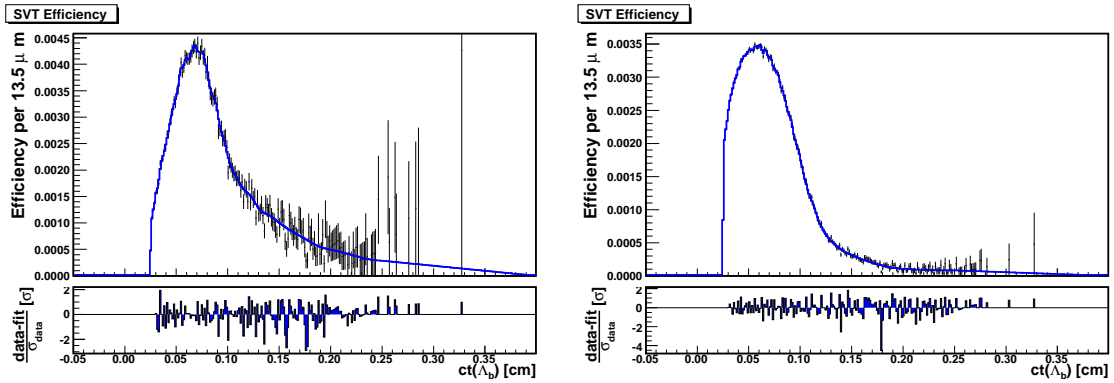 SVT Efficiency
Efficiency per 13.5 μ m
0.0045
0.0040
0.0035
0.0030
0.0025
0.0020
0.0015
0.0010
0.0005
0.0000
data-fit
σdata
[σ]
2
0
-2
-0.05 0.00 0.05 0.10 0.15 0.20 0.25 0.30 0.35
ct(Λb) [cm]
SVT Efficiency
Efficiency per 13.5 μ m
0.0035
0.0030
0.0025
0.0020
0.0015
0.0010
0.0005
0.0000
data-fit
σdata
[σ]
2
0
-2
-4
-0.05 0.00 0.05 0.10 0.15 0.20 0.25 0.30 0.35
ct(Λb) [cm]